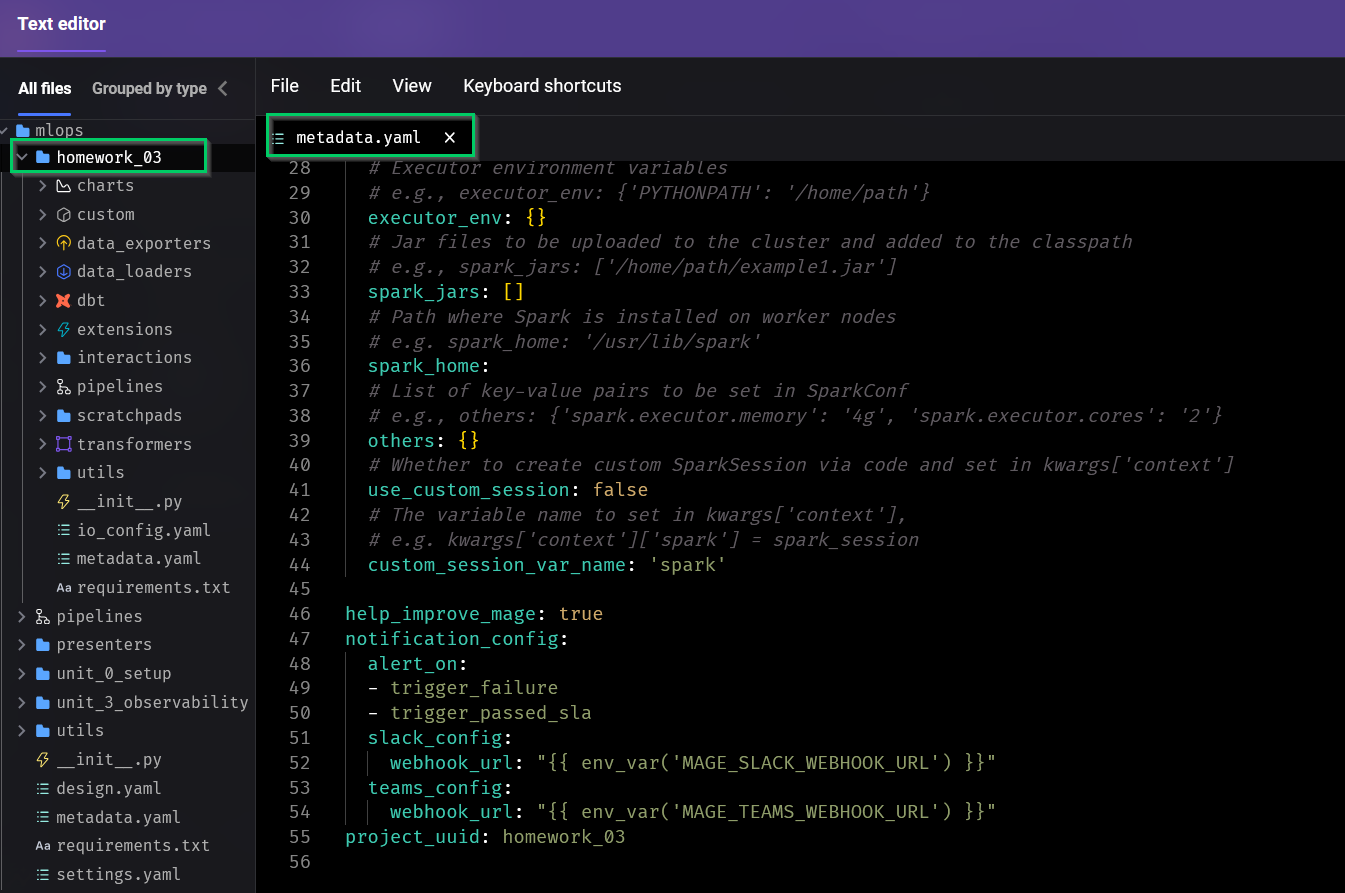 Text editor
All files Grouped by type
mlops
homework_03
charts
custom
data_exporters
data_loaders
dbt
extensions
interactions
pipelines
scratchpads
transformers
utils
__init__.py
io_config.yaml
metadata.yaml
Aa requirements.txt
pipelines
presenters
unit_0_setup
unit_3_observability
utils
__init__.py
design.yaml
metadata.yaml
Aa requirements.txt
settings.yaml
File Edit View Keyboard shortcuts
metadata.yaml ×
28 # Executor environment variables
29 # e.g., executor_env: {'PYTHONPATH': '/home/path'}
30 executor_env: {}
31 # Jar files to be uploaded to the cluster and added to the classpath
32 # e.g., spark_jars: ['/home/path/example1.jar']
33 spark_jars: []
34 # Path where Spark is installed on worker nodes
35 # e.g. spark_home: '/usr/lib/spark'
36 spark_home:
37 # List of key-value pairs to be set in SparkConf
38 # e.g., others: {'spark.executor.memory': '4g', 'spark.executor.cores': '2'}
39 others: {}
40 # Whether to create custom SparkSession via code and set in kwargs['context']
41 use_custom_session: false
42 # The variable name to set in kwargs['context'],
43 # e.g. kwargs['context']['spark'] = spark_session
44 custom_session_var_name: 'spark'
45
46 help_improve_mage: true
47 notification_config:
48 alert_on:
49 - trigger_failure
50 - trigger_passed_sla
51 slack_config:
52 webhook_url: "{{ env_var('MAGE_SLACK_WEBHOOK_URL') }}"
53 teams_config:
54 webhook_url: "{{ env_var('MAGE_TEAMS_WEBHOOK_URL') }}"
55 project_uuid: homework_03
56